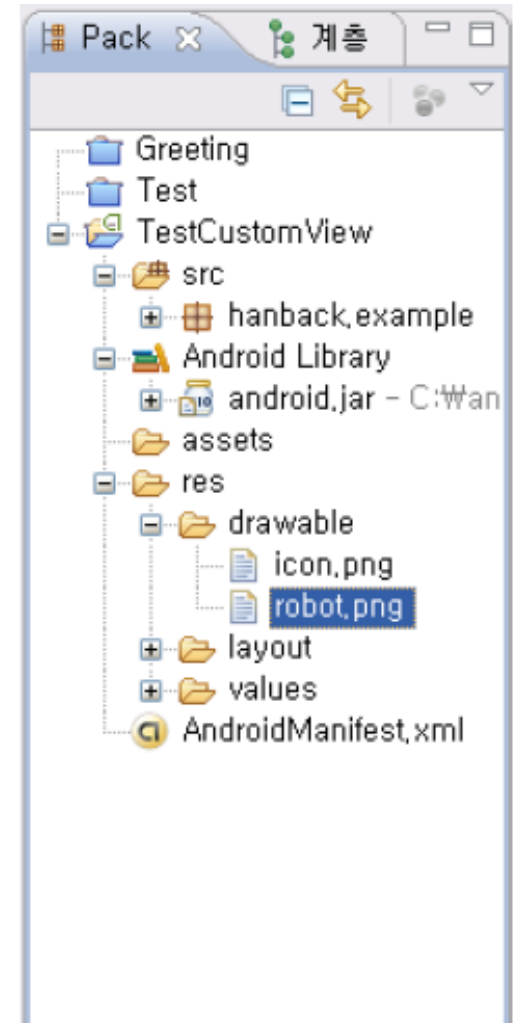 Pack 계층
Greeting
Test
TestCustomView
src
hanback.example
Android Library
android.jar - C:₩an
assets
res
drawable
icon.png
robot.png
layout
values
AndroidManifest.xml